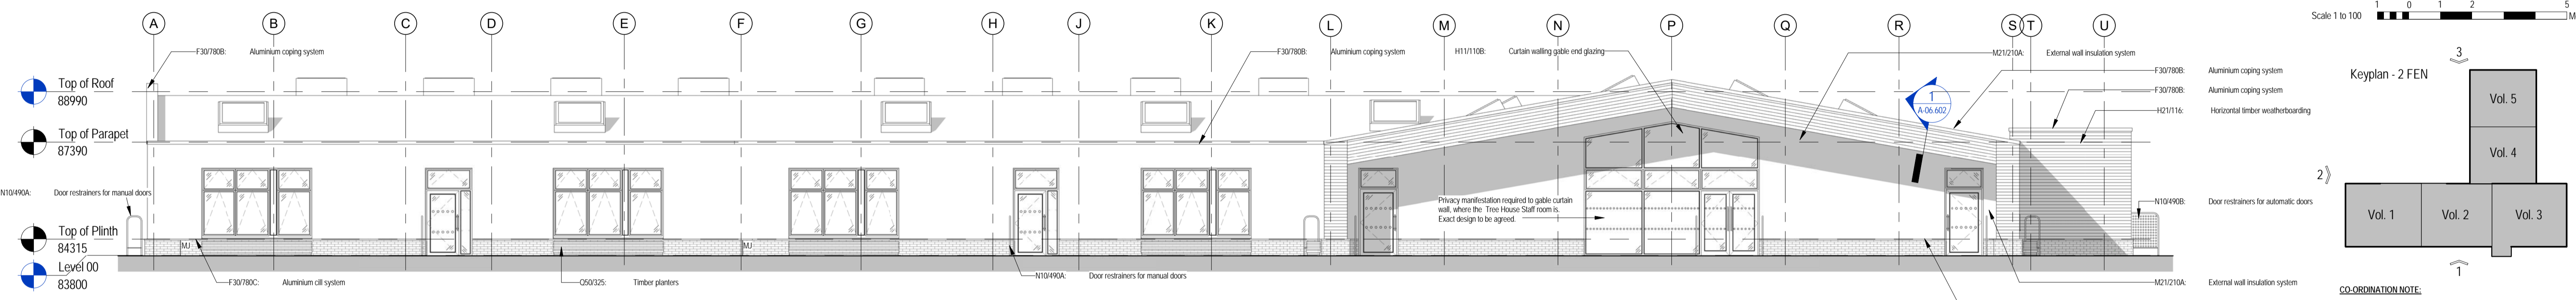 A B C D E F G H J K L M N P Q R S T U
Scale 1 to 100
1 0 1 2 5 M
F30/780B: Aluminium coping system
F30/780B: Aluminium coping system
H11/110B: Curtain walling gable end glazing
M21/210A: External wall insulation system
F30/780B: Aluminium coping system
F30/780B: Aluminium coping system
H21/116: Horizontal timber weatherboarding
Top of Roof
88990
Top of Parapet
87390
1
A-06.602
N10/490A: Door restrainers for manual doors
Privacy manifestation required to gable curtain
wall, where the Tree House Staff room is.
Exact design to be agreed.
N10/490B: Door restrainers for automatic doors
Top of Plinth
84315
MJ
MJ
Level 00
83800
F30/780C: Aluminium cill system
Q50/325: Timber planters
N10/490A: Door restrainers for manual doors
M21/210A: External wall insulation system
3
Keyplan - 2 FEN
Vol. 5
Vol. 4
2
Vol. 1 Vol. 2 Vol. 3
1
CO-ORDINATION NOTE: